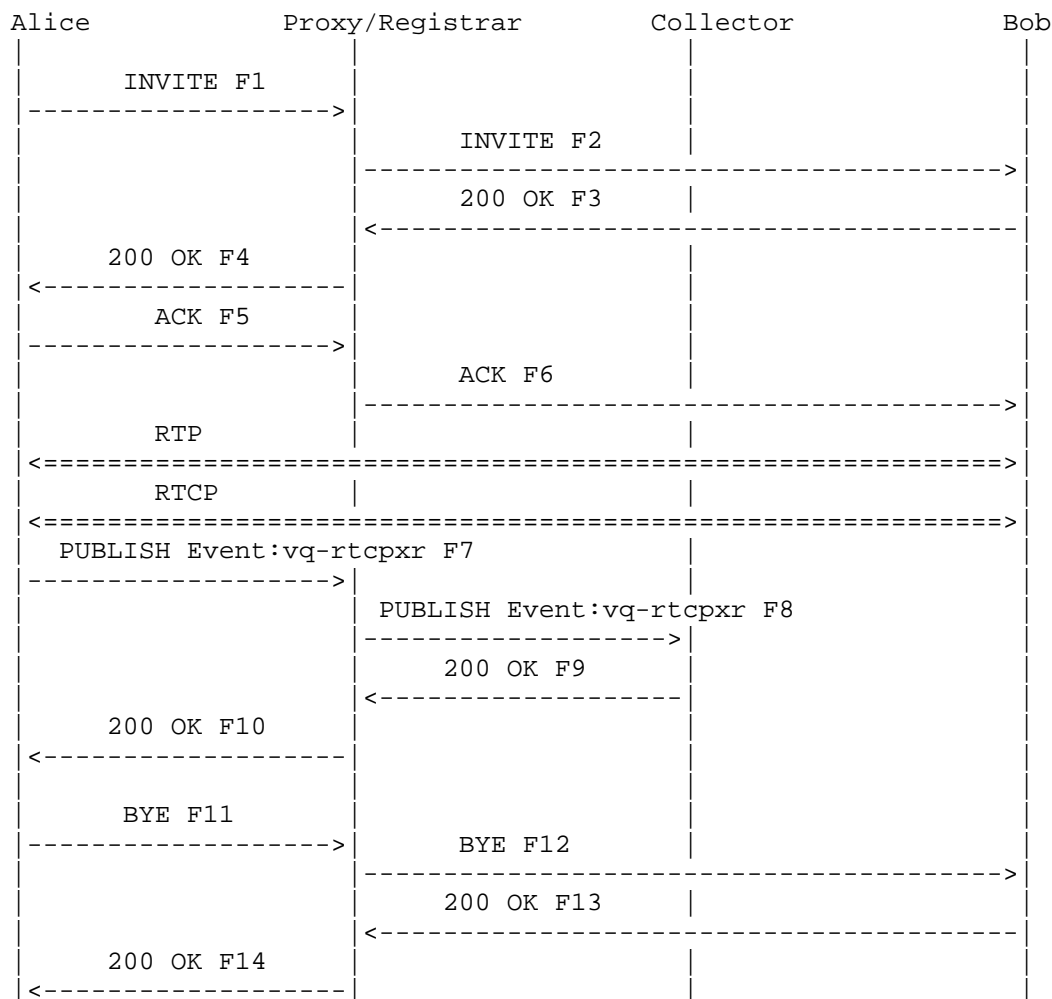 Alice Proxy/Registrar Collector Bob
INVITE F1
INVITE F2
200 OK F3
200 OK F4
ACK F5
ACK F6
RTP
RTCP
PUBLISH Event:vq-rtcpxr F7
PUBLISH Event:vq-rtcpxr F8
200 OK F9
200 OK F10
BYE F11
BYE F12
200 OK F13
200 OK F14